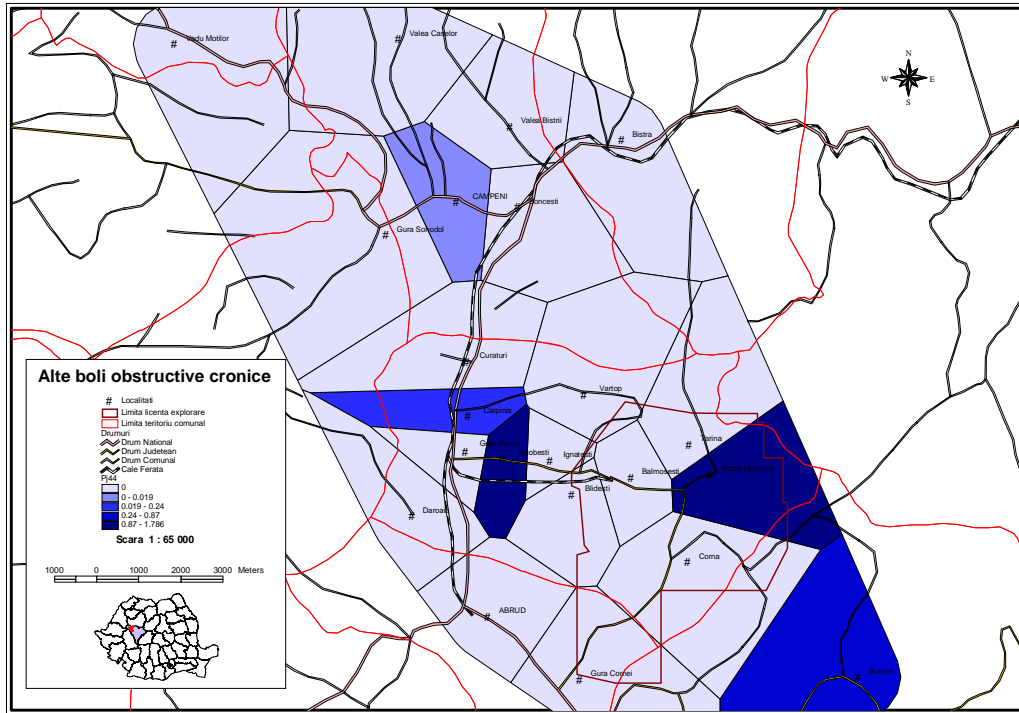 Vadu Motilor
Valea Caselor
N
W E
S
Valea Bistrii
Bistra
CAMPENI
Gura Sohodol
Curaturi
Vartop
Carpinis
Tarina
Ignatesti
Balmosesti
Blidesti
Daroaia
Corna
ABRUD
Gura Cornei
Alte boli obstructive cronice
# Localitati
Limita licenta explorare
Limita teritoriu comunal
Drumuri
Drum National
Drum Judetean
Drum Comunal
Cale Ferata
Pj44
0
0 - 0.019
0.019 - 0.24
0.24 - 0.87
0.87 - 1.786
Scara 1 : 65 000
1000 0 1000 2000 3000 Meters